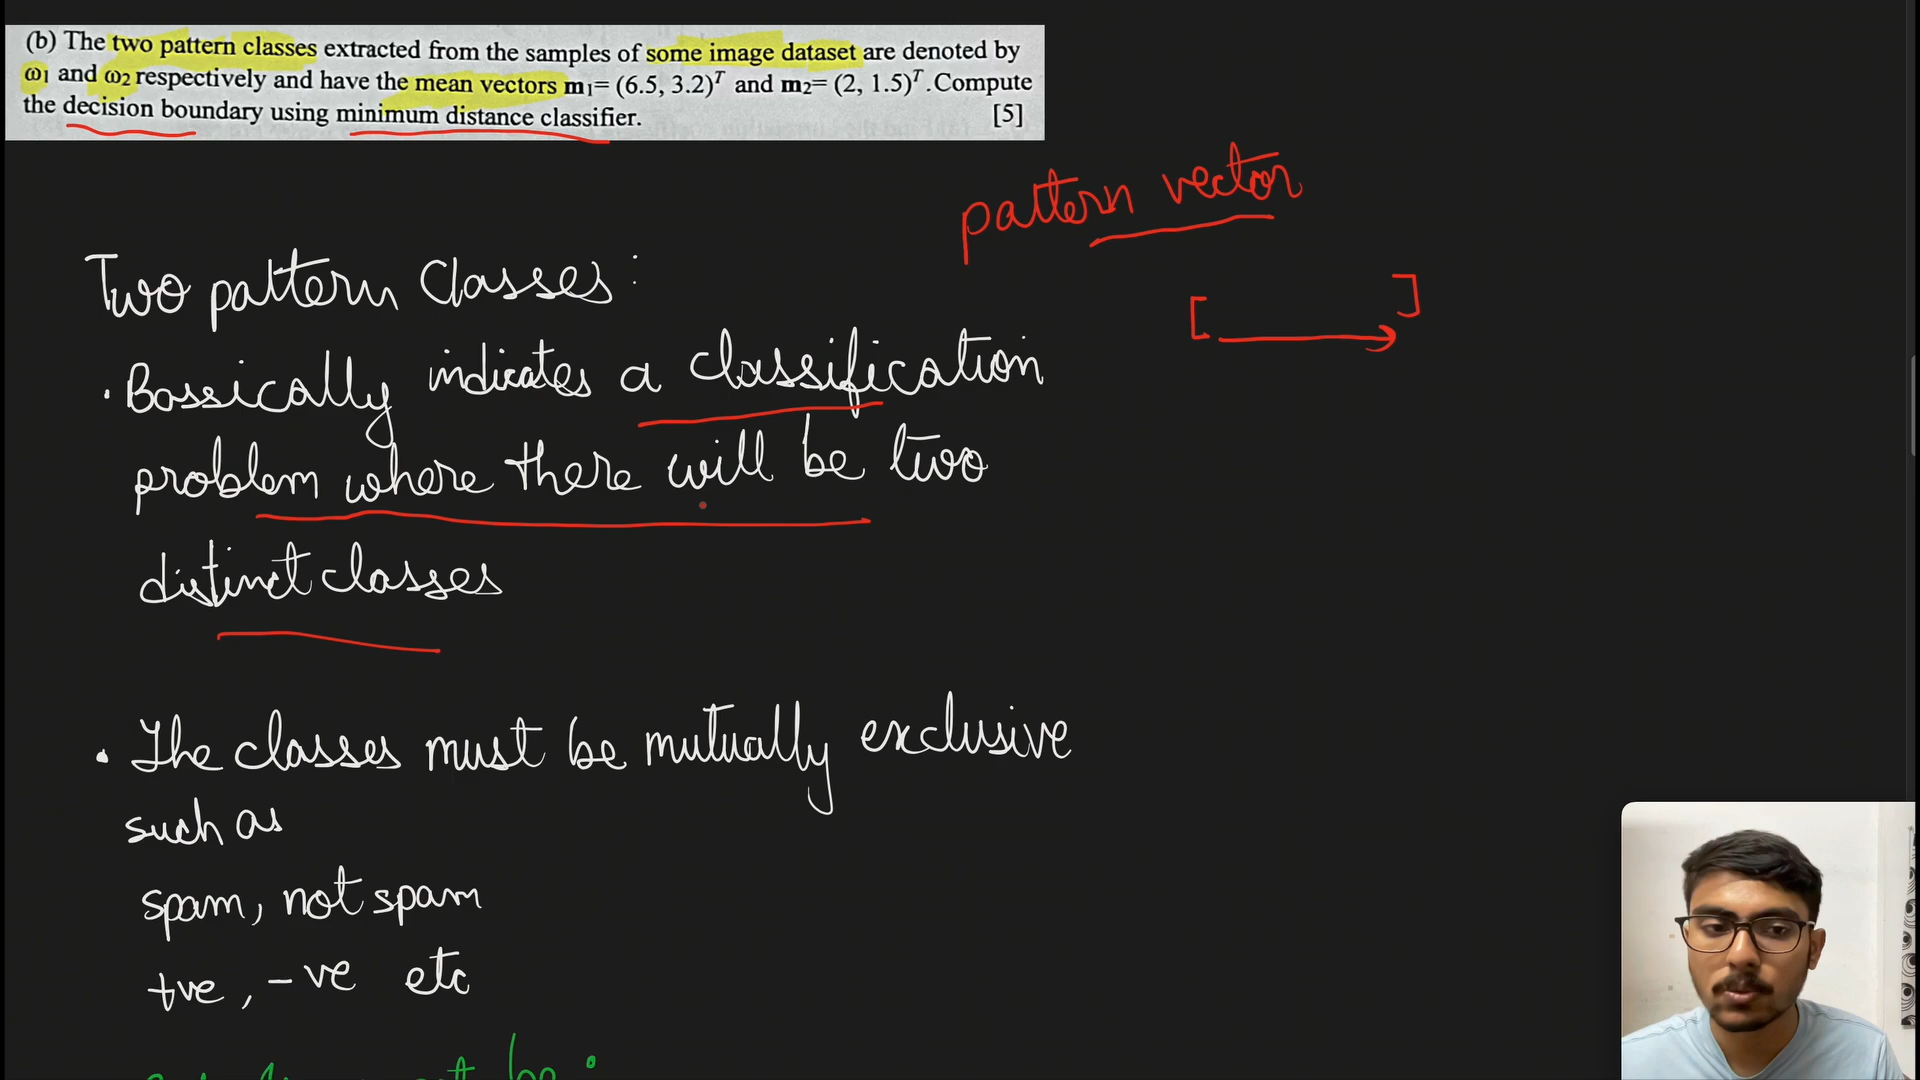 (b) The two pattern classes extracted from the samples of some image dataset are denoted by
ω1 and ω2 respectively and have the mean vectors m1= (6.5, 3.2)^T and m2= (2, 1.5)^T.Compute
the decision boundary using minimum distance classifier. [5]
pattern vector
[ ]
Two pattern Classes:
• Bassically indicates a classification
problem where there will be two
distinct classes
• The classes must be mutually exclusive
such as
spam, not spam
+ve, -ve etc